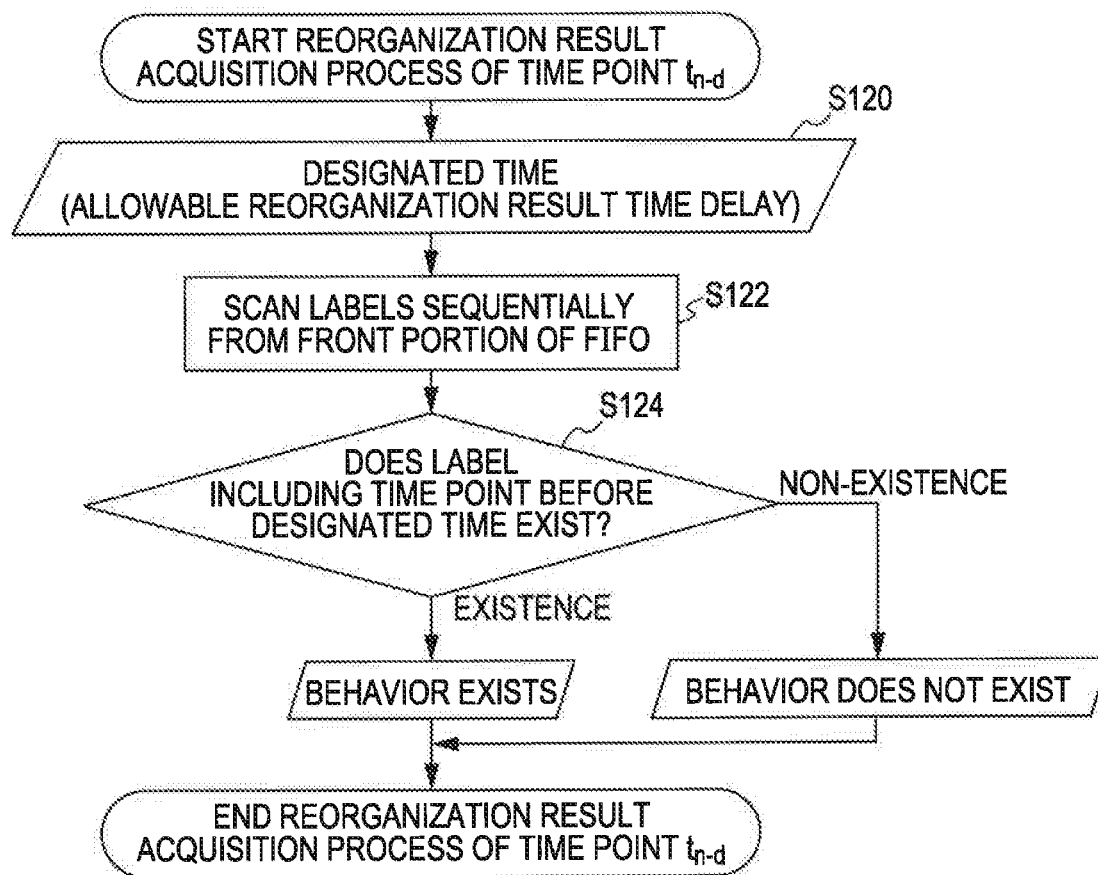 START REORGANIZATION RESULT
ACQUISITION PROCESS OF TIME POINT tn-d
S120
DESIGNATED TIME
(ALLOWABLE REORGANIZATION RESULT TIME DELAY)
SCAN LABELS SEQUENTIALLY
FROM FRONT PORTION OF FIFO
S122
S124
DOES LABEL
INCLUDING TIME POINT BEFORE
DESIGNATED TIME EXIST?
NON-EXISTENCE
EXISTENCE
BEHAVIOR EXISTS
BEHAVIOR DOES NOT EXIST
END REORGANIZATION RESULT
ACQUISITION PROCESS OF TIME POINT tn-d